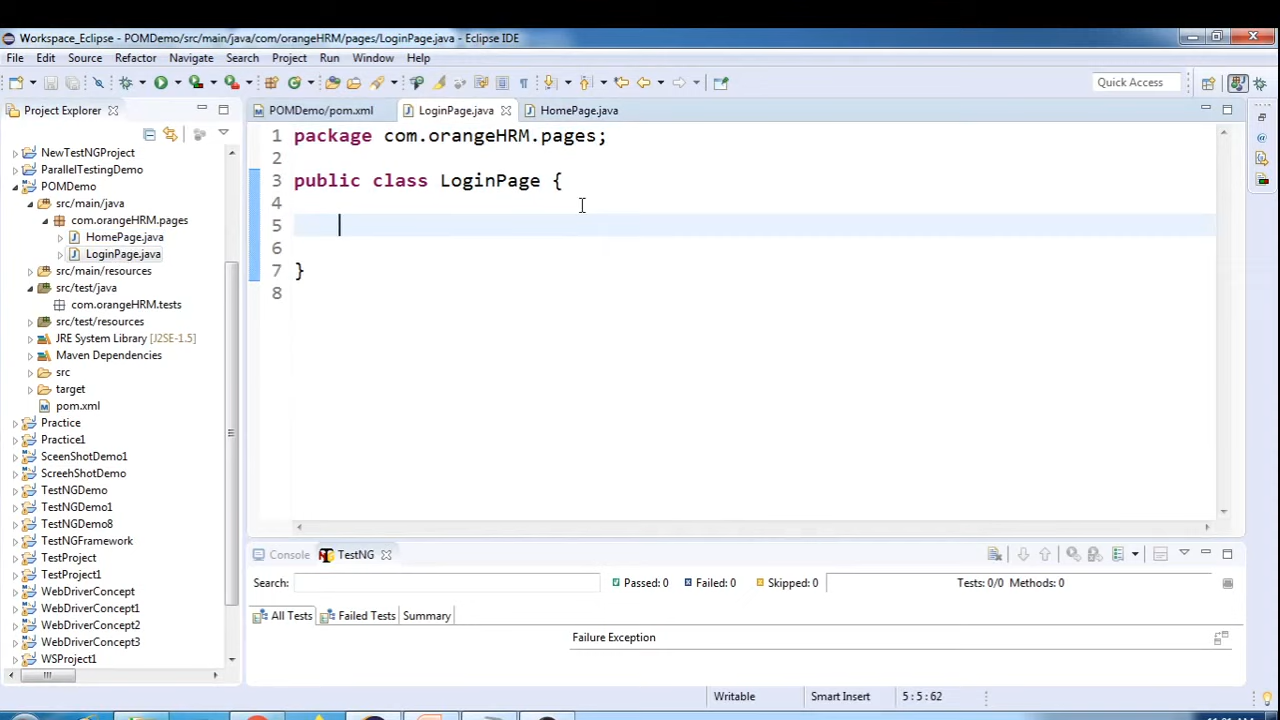 Workspace_Eclipse - POMDemo/src/main/java/com/orangeHRM/pages/LoginPage.java - Eclipse IDE
File Edit Source Refactor Navigate Search Project Run Window Help
Quick Access
Project Explorer
POMDemo/pom.xml LoginPage.java HomePage.java
NewTestNGProject
ParallelTestingDemo
POMDemo
src/main/java
com.orangeHRM.pages
HomePage.java
LoginPage.java
src/main/resources
src/test/java
com.orangeHRM.tests
src/test/resources
JRE System Library [J2SE-1.5]
Maven Dependencies
src
target
pom.xml
Practice
Practice1
SceenShotDemo1
ScreehShotDemo
TestNGDemo
TestNGDemo1
TestNGDemo8
TestNGFramework
TestProject
TestProject1
WebDriverConcept
WebDriverConcept1
WebDriverConcept2
WebDriverConcept3
WSProject1
1 package com.orangeHRM.pages;
2
3 public class LoginPage {
4
5
6
7 }
8
Console TestNG
Search: Passed: 0 Failed: 0 Skipped: 0 Tests: 0/0 Methods: 0
All Tests Failed Tests Summary
Failure Exception
Writable Smart Insert 5 : 5 : 62